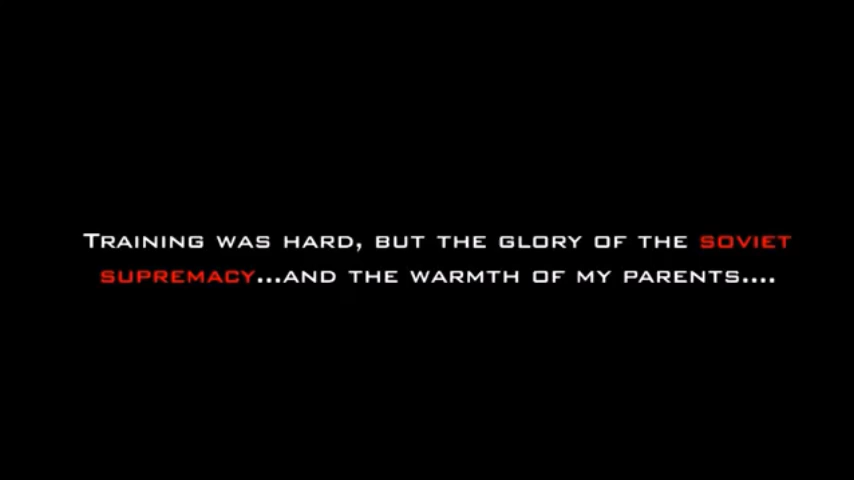 Training was hard, but the glory of the soviet
supremacy...and the warmth of my parents....